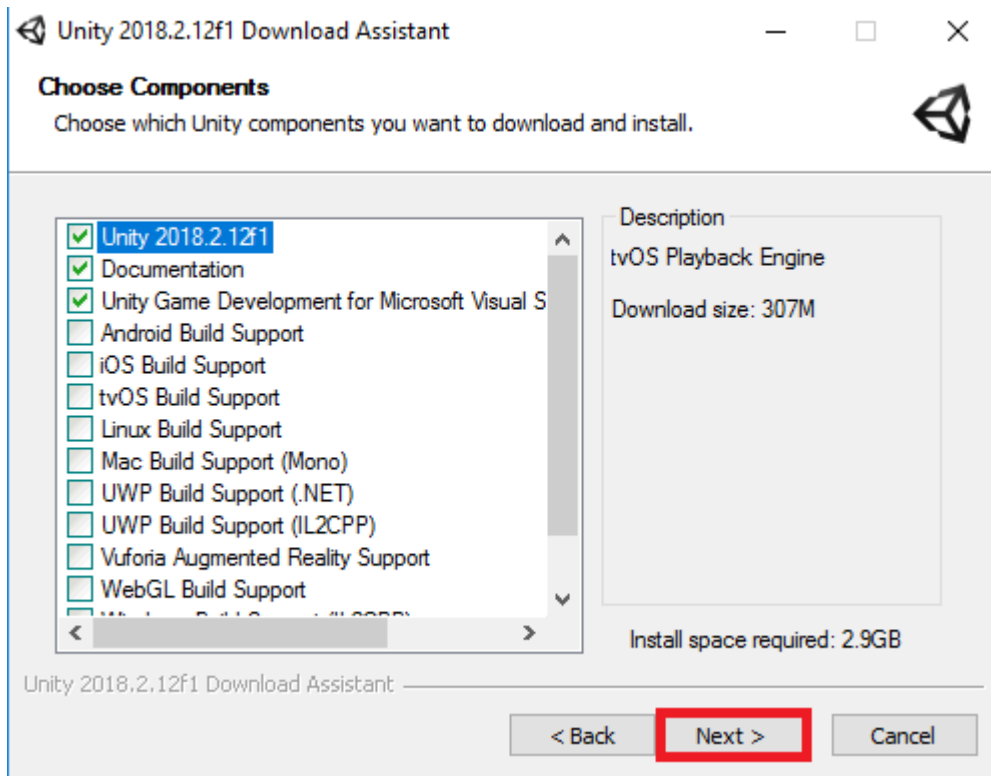 Unity 2018.2.12f1 Download Assistant
Choose Components
Choose which Unity components you want to download and install.
Unity 2018.2.12f1
Documentation
Unity Game Development for Microsoft Visual S
Android Build Support
iOS Build Support
tvOS Build Support
Linux Build Support
Mac Build Support (Mono)
UWP Build Support (.NET)
UWP Build Support (IL2CPP)
Vuforia Augmented Reality Support
WebGL Build Support
Description
tvOS Playback Engine
Download size: 307M
Install space required: 2.9GB
Unity 2018.2.12f1 Download Assistant
< Back
Next >
Cancel